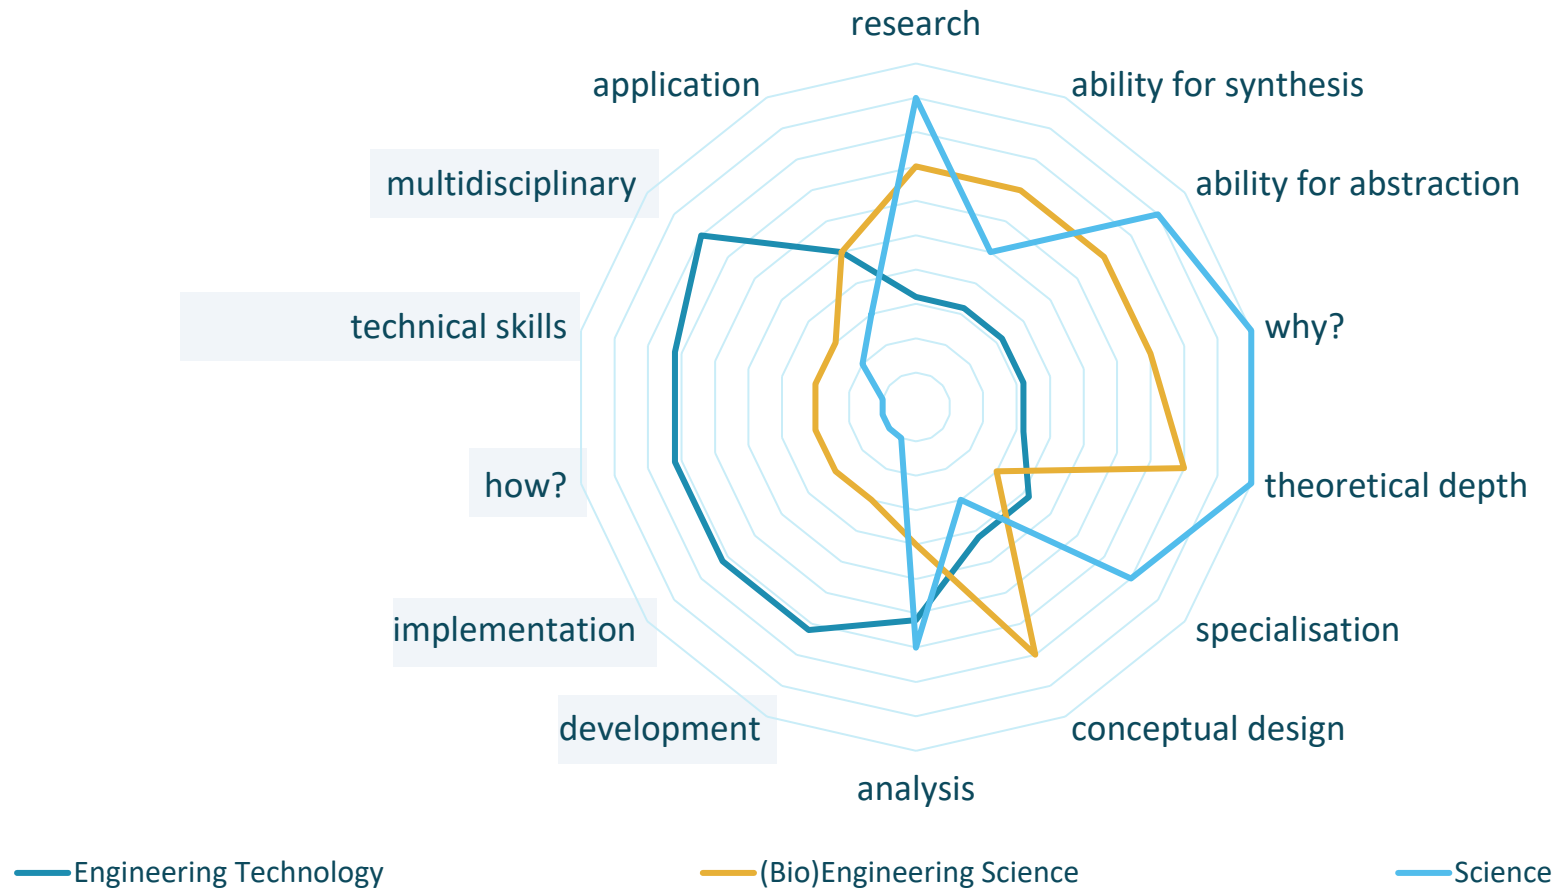 research
application
ability for synthesis
multidisciplinary
ability for abstraction
technical skills
why?
how?
theoretical depth
implementation
specialisation
development
conceptual design
analysis
Engineering Technology
(Bio)Engineering Science
Science